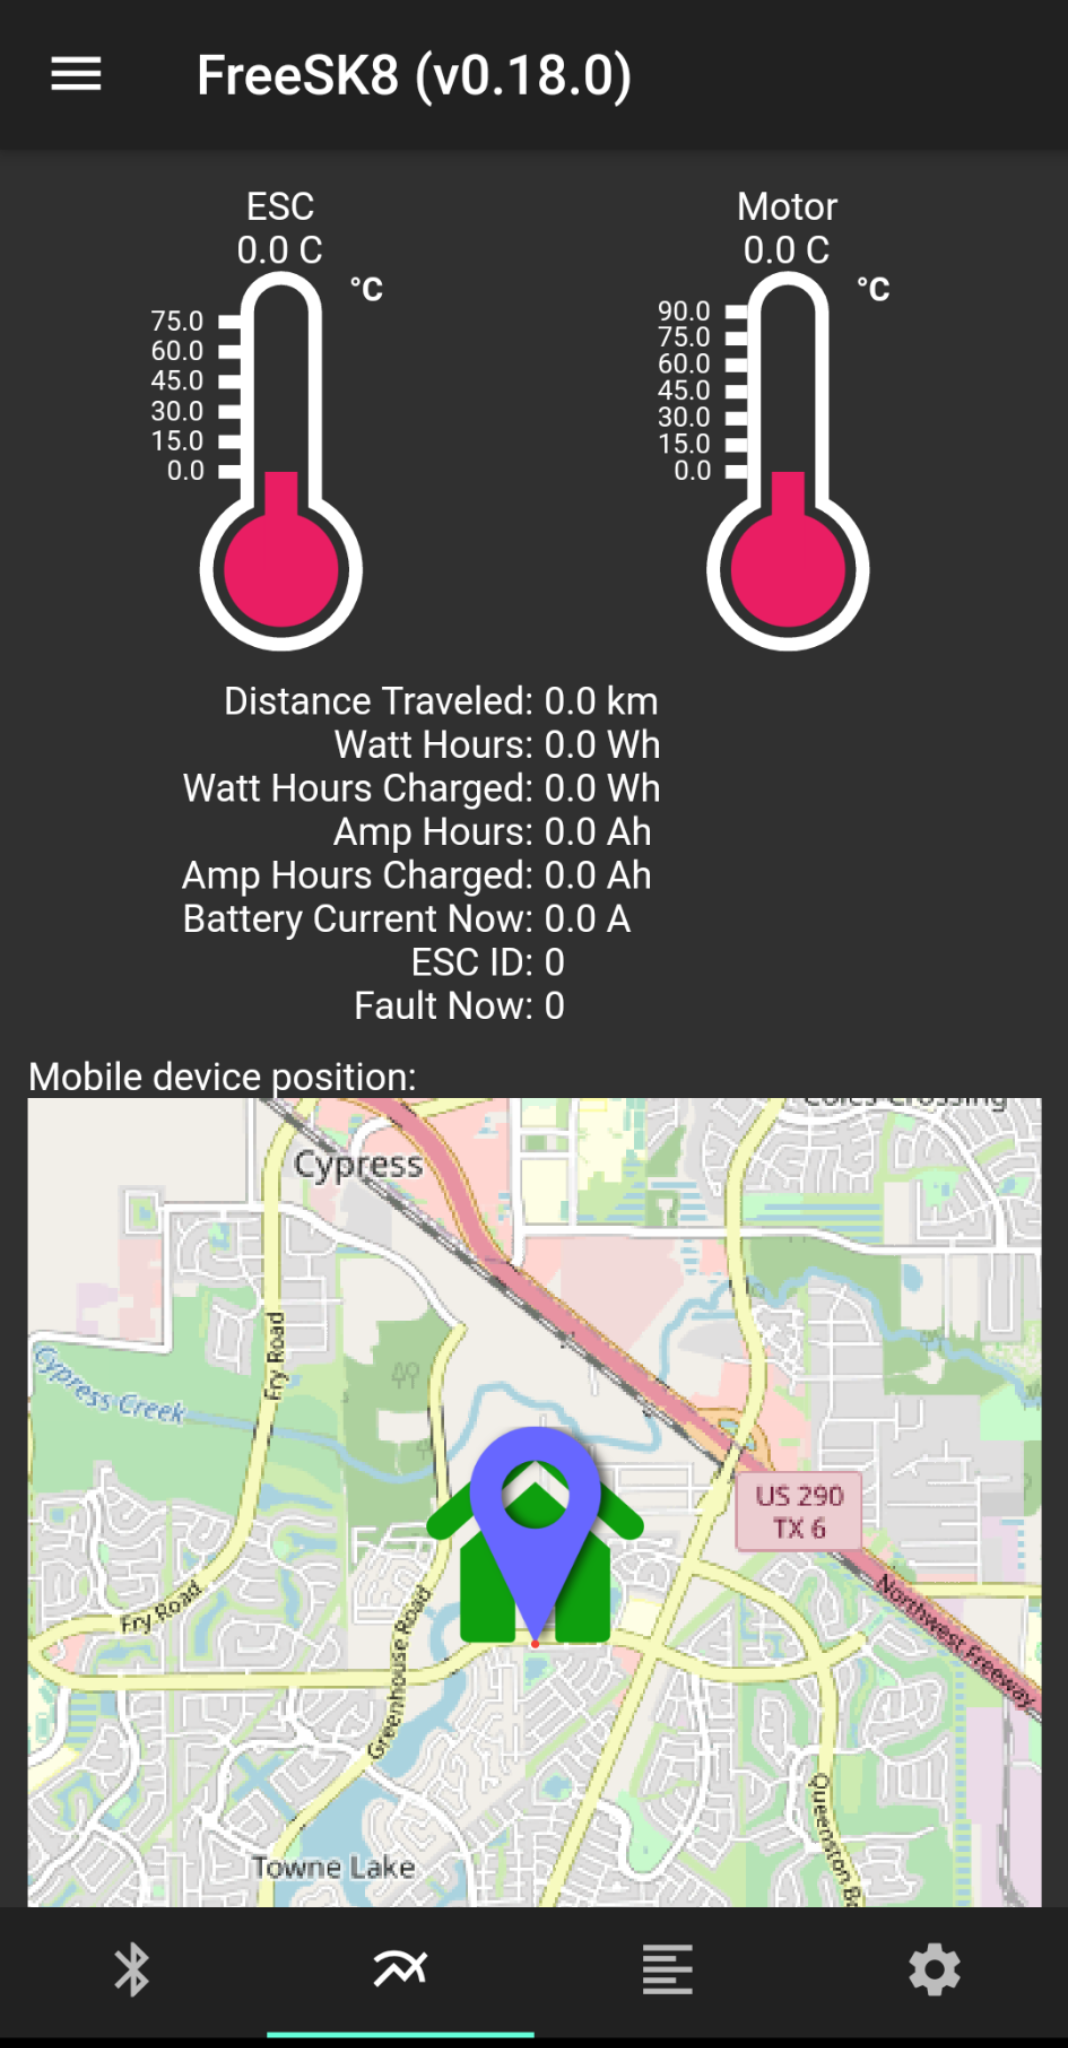 FreeSK8 (v0.18.0)
ESC
0.0 C
°C
75.0
60.0
45.0
30.0
15.0
0.0
Motor
0.0 C
°C
90.0
75.0
60.0
45.0
30.0
15.0
0.0
Distance Traveled: 0.0 km
Watt Hours: 0.0 Wh
Watt Hours Charged: 0.0 Wh
Amp Hours: 0.0 Ah
Amp Hours Charged: 0.0 Ah
Battery Current Now: 0.0 A
ESC ID: 0
Fault Now: 0
Mobile device position:
Coles Crossing
Cypress
Fry Road
Cypress Creek
US 290
TX 6
Fry Road
Greenhouse Road
Northwest Freeway
Queenston
Towne Lake